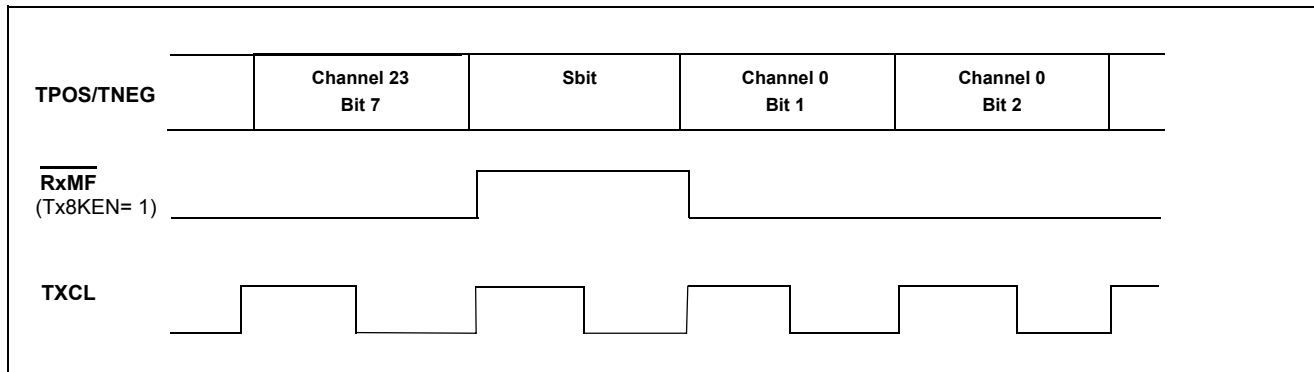 TPOS/TNEG
Channel 23
Bit 7
Sbit
Channel 0
Bit 1
Channel 0
Bit 2
RxMF
(Tx8KEN= 1)
TXCL